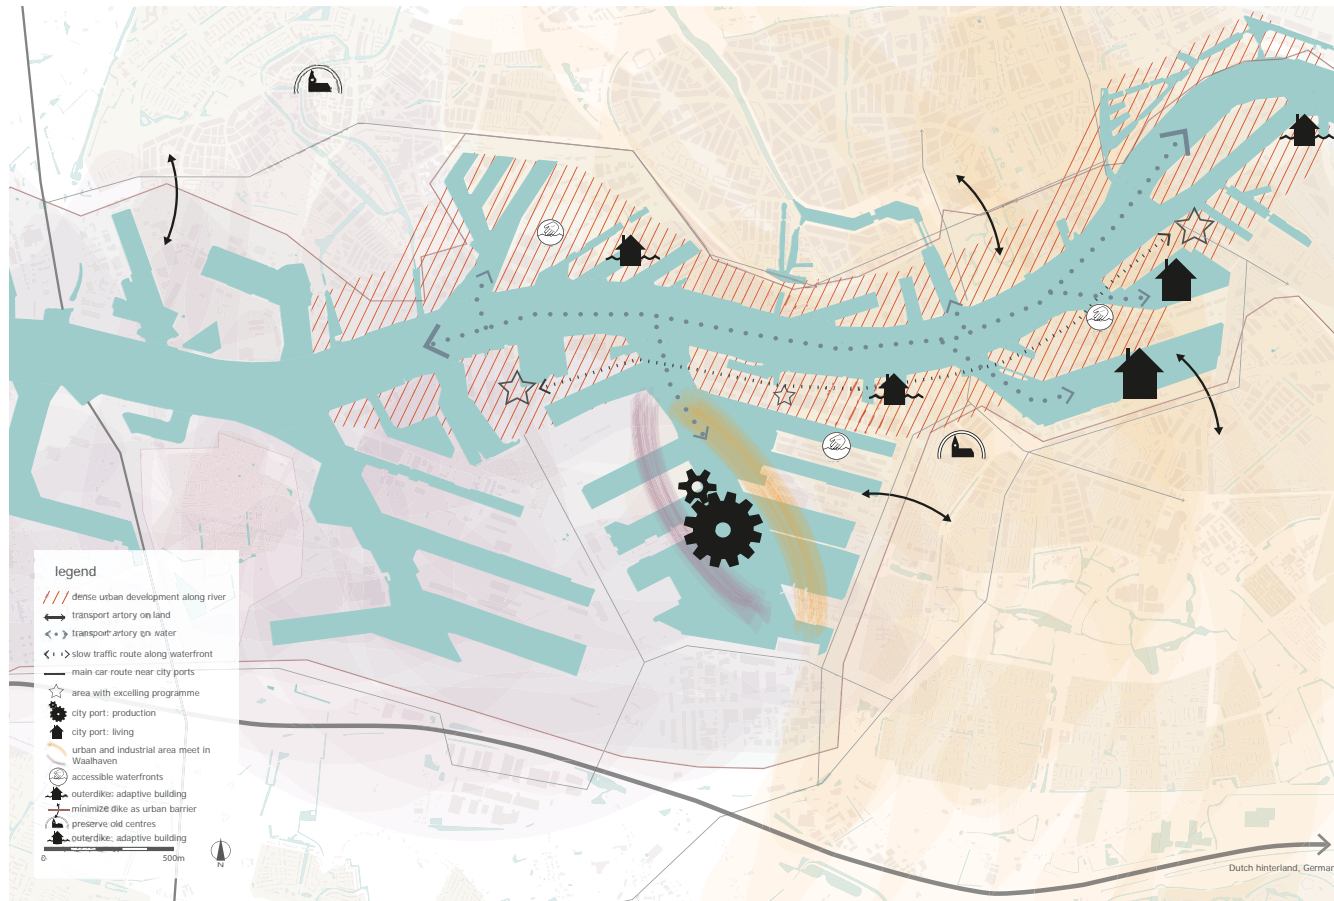 legend
dense urban development along river
transport artory on land
transport artory on water
slow traffic route along waterfront
main car route near city ports
area with excelling programme
city port: production
city port: living
urban and industrial area meet in
Waalhaven
accessible waterfronts
outerdike: adaptive building
minimize dike as urban barrier
preserve old centres
outerdike: adaptive building
0
500m
N
Dutch hinterland, German